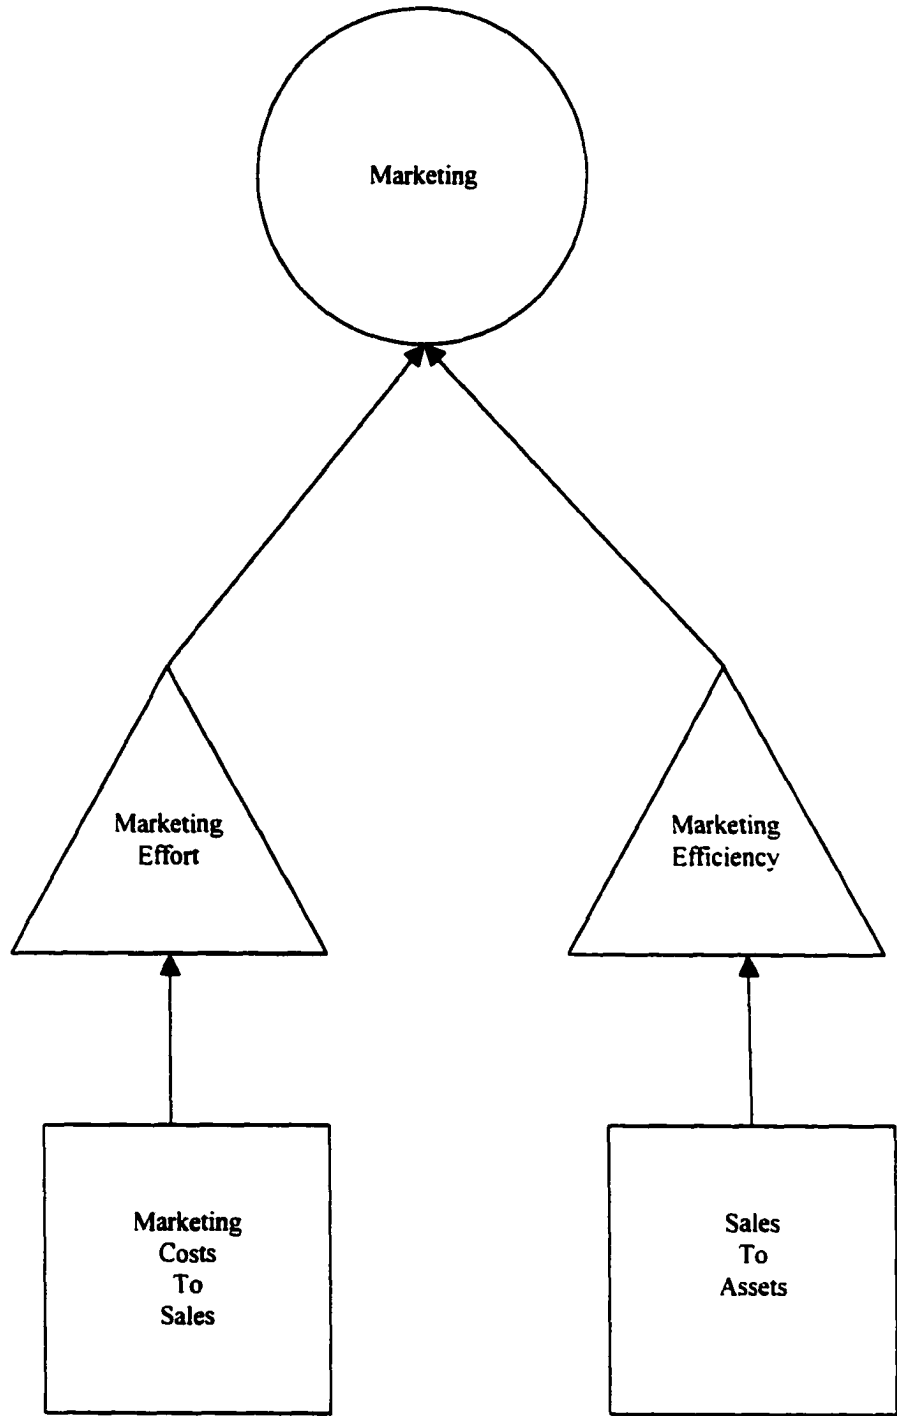 Marketing
Marketing
Effort
Marketing
Efficiency
Marketing
Costs
To
Sales
Sales
To
Assets